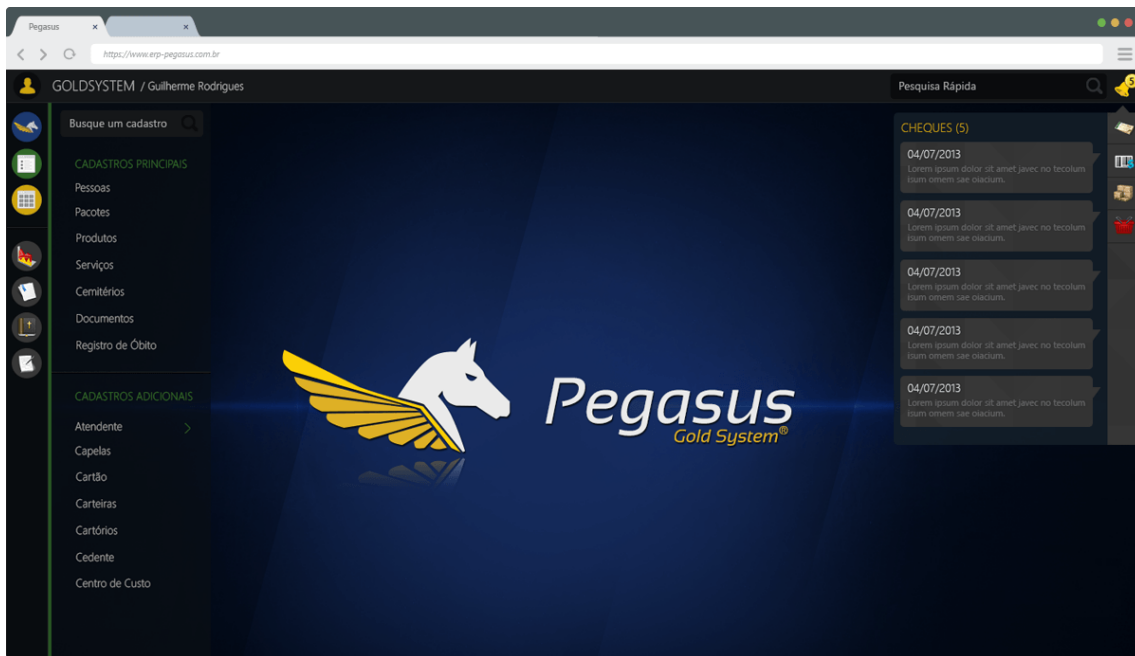 Pegasus
https://www.erp-pegasus.com.br
GOLDSYSTEM / Guilherme Rodrigues
Pesquisa Rápida
5
Busque um cadastro
CADASTROS PRINCIPAIS
Pessoas
Pacotes
Produtos
Serviços
Cemitérios
Documentos
Registro de Óbito
CADASTROS ADICIONAIS
Atendente
Capelas
Cartão
Carteiras
Cartórios
Cedente
Centro de Custo
Pegasus
Gold System®
CHEQUES (5)
04/07/2013
Lorem ipsum dolor sit amet javec no tecolum
isum omem sae oiacium.
04/07/2013
Lorem ipsum dolor sit amet javec no tecolum
isum omem sae oiacium.
04/07/2013
Lorem ipsum dolor sit amet javec no tecolum
isum omem sae oiacium.
04/07/2013
Lorem ipsum dolor sit amet javec no tecolum
isum omem sae oiacium.
04/07/2013
Lorem ipsum dolor sit amet javec no tecolum
isum omem sae oiacium.